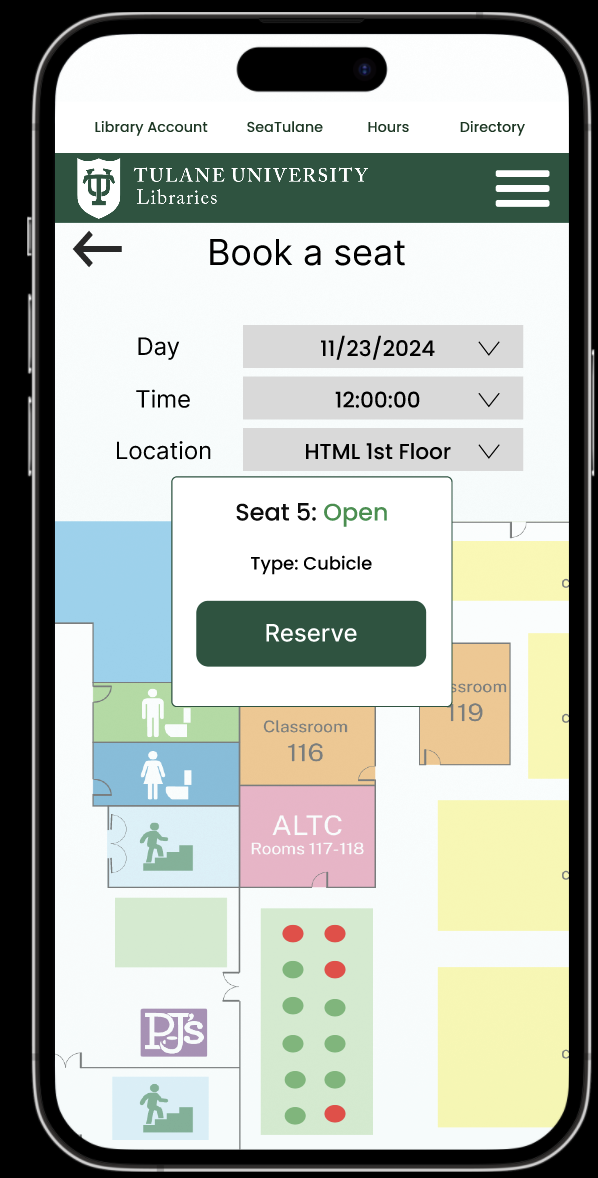 Library Account SeaTulane Hours Directory
TULANE UNIVERSITY
Libraries
Book a seat
Day 11/23/2024
Time 12:00:00
Location HTML 1st Floor
Seat 5: Open
Type: Cubicle
Reserve
ssroom
119
Classroom
116
ALTC
Rooms 117-118
PJ's